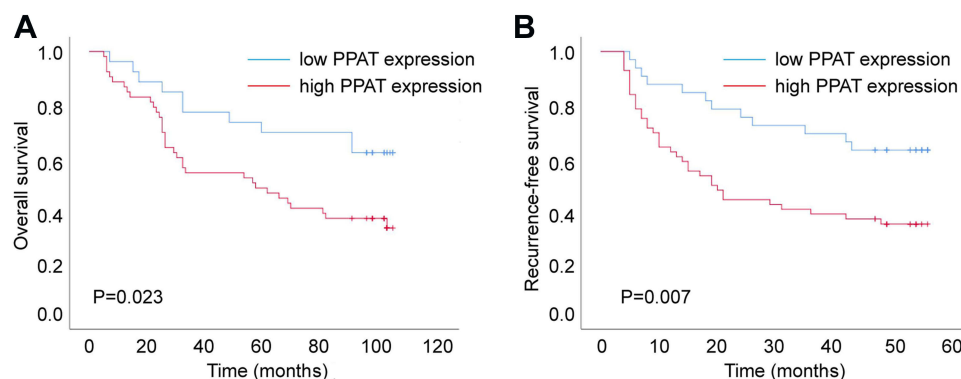 A
Overall survival
1.0
0.8
0.6
0.4
0.2
0.0
low PPAT expression
high PPAT expression
P=0.023
0 20 40 60 80 100 120
Time (months)
B
Recurrence-free survival
1.0
0.8
0.6
0.4
0.2
0.0
low PPAT expression
high PPAT expression
P=0.007
0 10 20 30 40 50 60
Time (months)